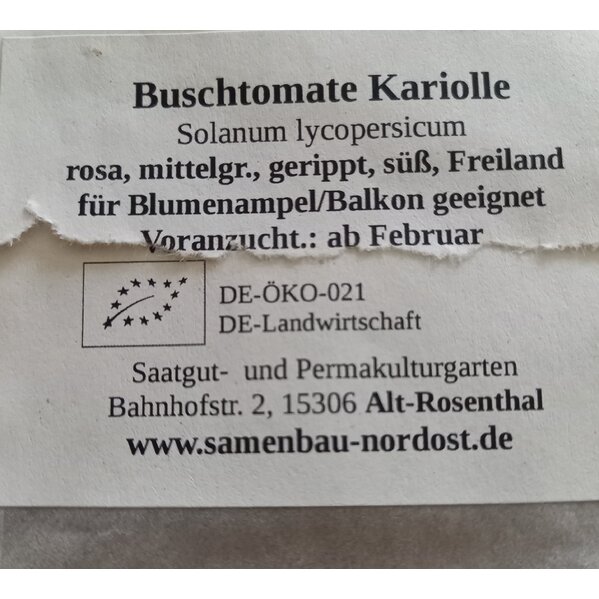 Buschtomate Kariolle
Solanum lycopersicum
rosa, mittelgr., gerippt, süß, Freiland
für Blumenampel/Balkon geeignet
Voranzucht.: ab Februar
DE-ÖKO-021
DE-Landwirtschaft
Saatgut- und Permakulturgarten
Bahnhofstr. 2, 15306 Alt-Rosenthal
www.samenbau-nordost.de